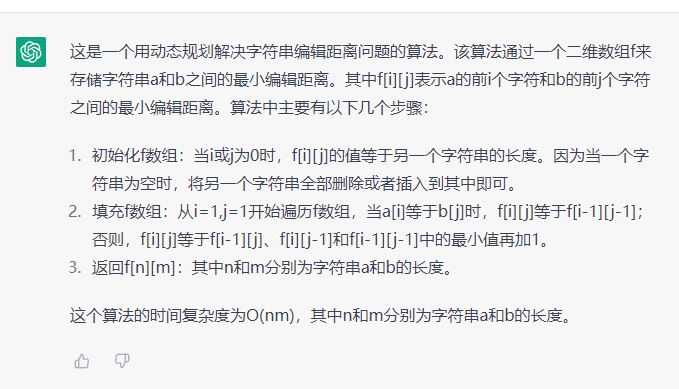 这是一个用动态规划解决字符串编辑距离问题的算法。该算法通过一个二维数组f来
存储字符串a和b之间的最小编辑距离。其中f[i][j]表示a的前i个字符和b的前j个字符
之间的最小编辑距离。算法中主要有以下几个步骤：
1. 初始化f数组：当i或j为0时，f[i][j]的值等于另一个字符串的长度。因为当一个字
符串为空时，将另一个字符串全部删除或者插入到其中即可。
2. 填充f数组：从i=1,j=1开始遍历f数组，当a[i]等于b[j]时，f[i][j]等于f[i-1][j-1]；
否则，f[i][j]等于f[i-1][j]、f[i][j-1]和f[i-1][j-1]中的最小值再加1。
3. 返回f[n][m]：其中n和m分别为字符串a和b的长度。
这个算法的时间复杂度为O(nm)，其中n和m分别为字符串a和b的长度。